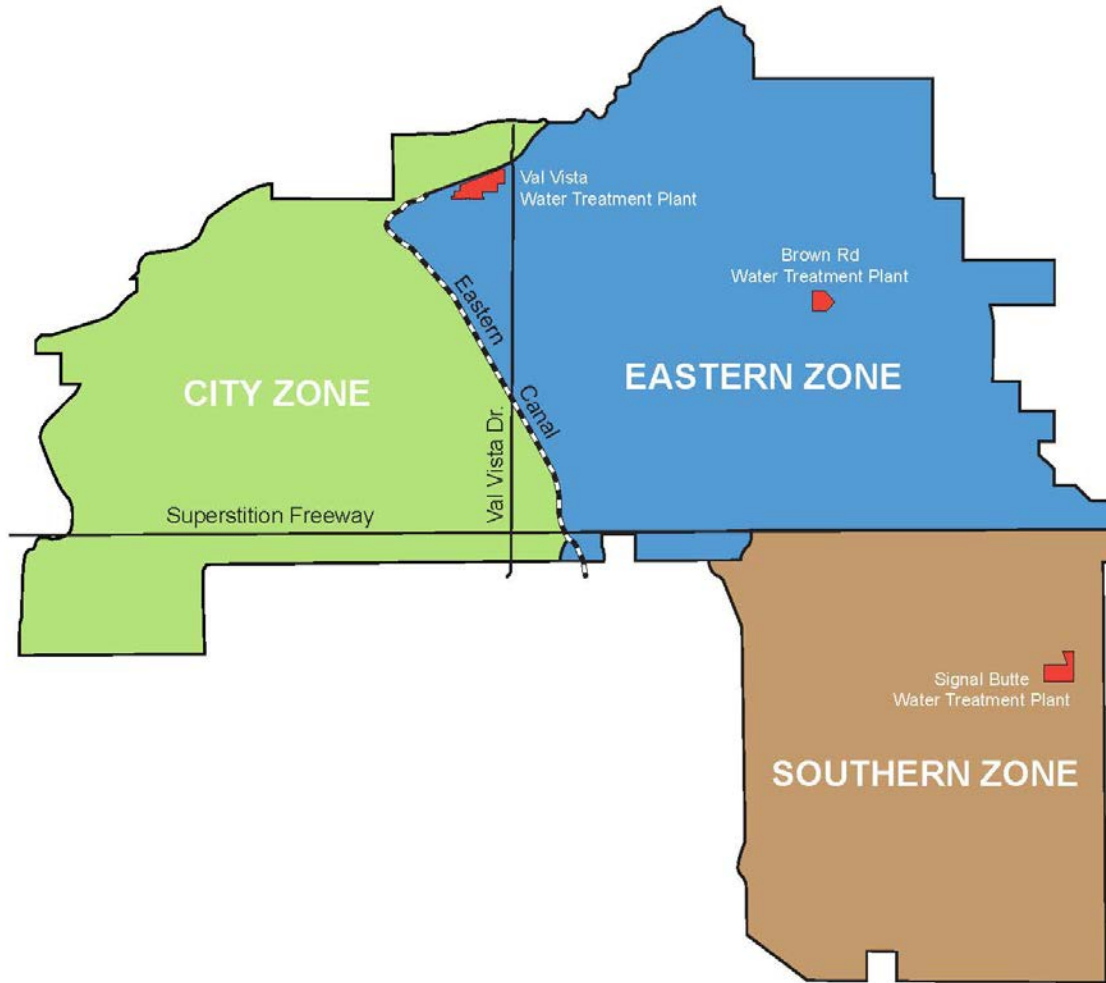 Val Vista
Water Treatment Plant
Brown Rd
Water Treatment Plant
Eastern
Canal
CITY ZONE
EASTERN ZONE
Val Vista Dr.
Superstition Freeway
Signal Butte
Water Treatment Plant
SOUTHERN ZONE